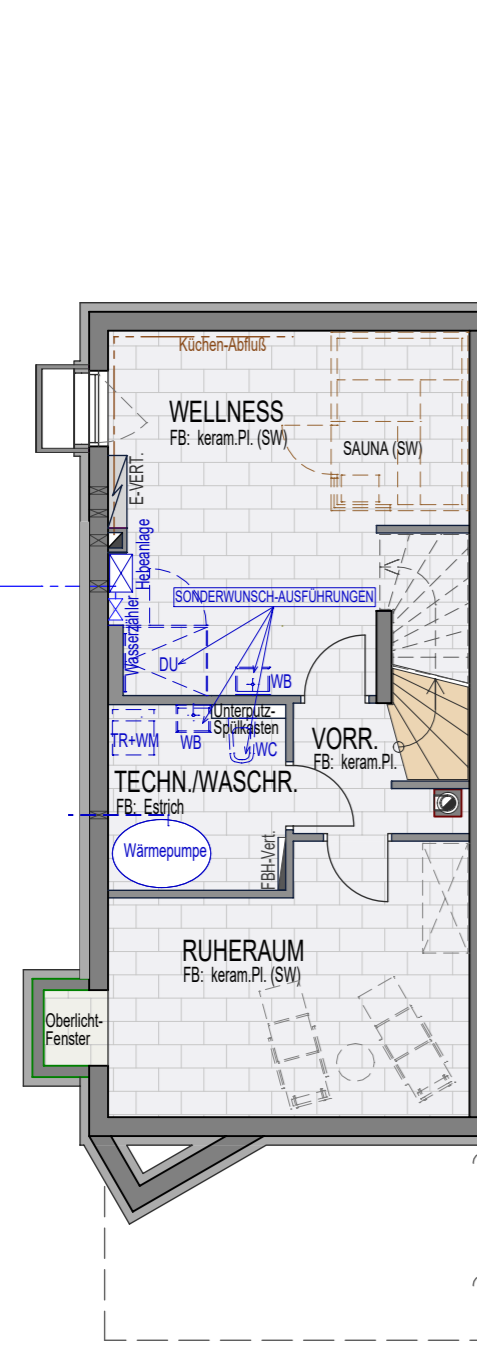 Küchen-Abfluß
WELLNESS
FB: keram.Pl. (SW)
SAUNA (SW)
E-VERT.
Hebeanlage
Wasserzähler
SONDERWUNSCH-AUSFÜHRUNGEN
DU
WB
Unterputz-
Spülkasten
TR+WM
WB
WC
VORR.
FB: keram.Pl.
TECHN./WASCHR.
FB: Estrich
Wärmepumpe
FBH-Vert.
RUHERAUM
FB: keram.Pl. (SW)
Oberlicht-
Fenster